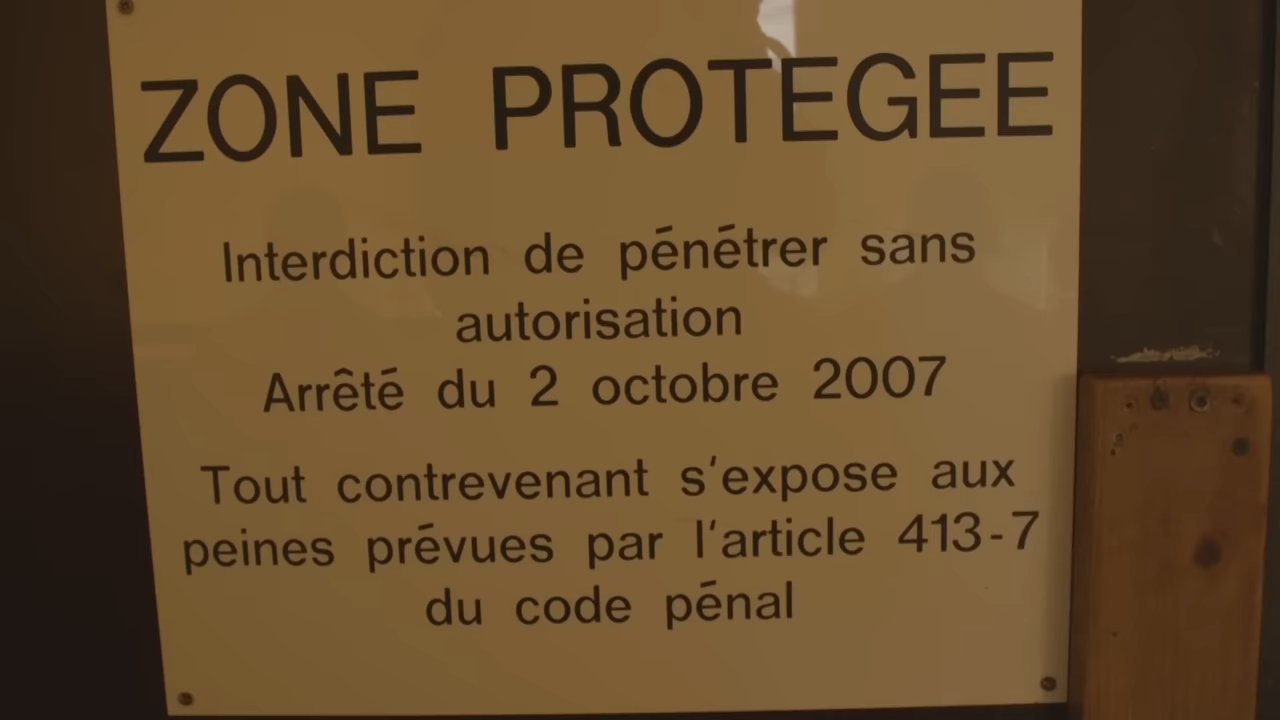 ZONE PROTEGEE
Interdiction de pénétrer sans
autorisation
Arrêté du 2 octobre 2007
Tout contrevenant s'expose aux
peines prévues par l'article 413-7
du code pénal